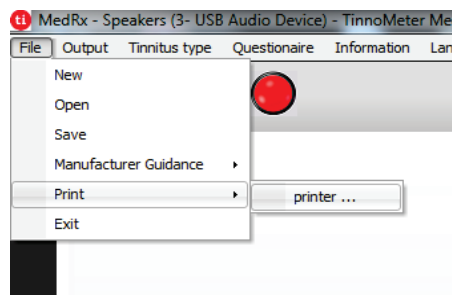 ti MedRx - Speakers (3- USB Audio Device) - TinnoMeter Me
File Output Tinnitus type Questionaire Information Lan
New
Open
Save
Manufacturer Guidance
Print
printer ...
Exit